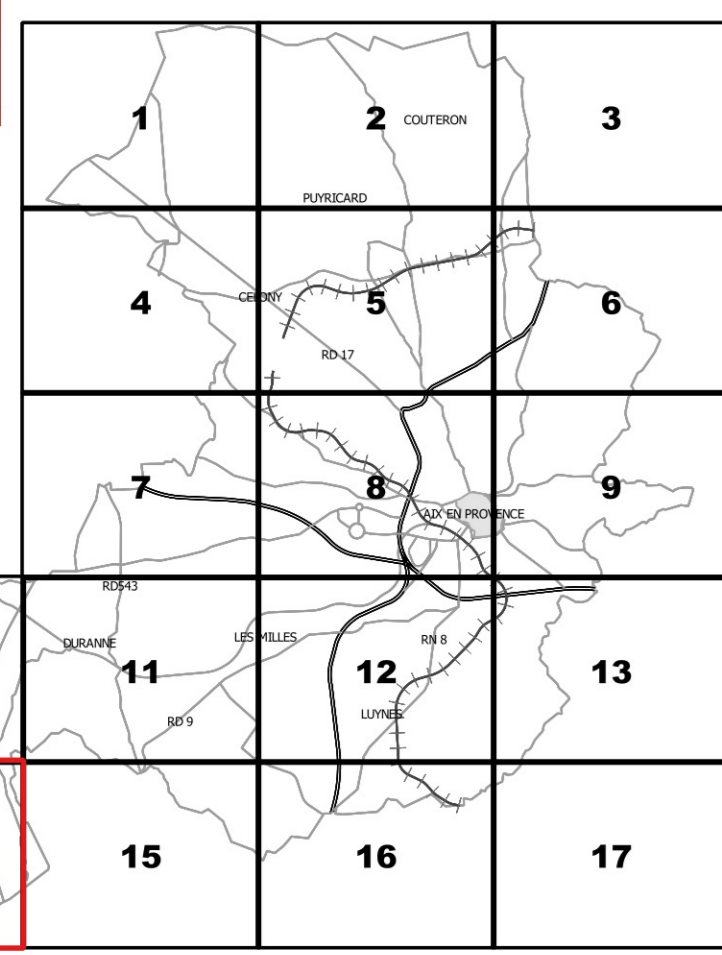 1
2
COUTERON
3
PUYRICARD
4
CELONY
5
6
RD 17
7
8
9
AIX EN PROVENCE
RD543
DURANNE
LES MILLES
RN 8
11
12
13
LUYNES
RD 9
15
16
17